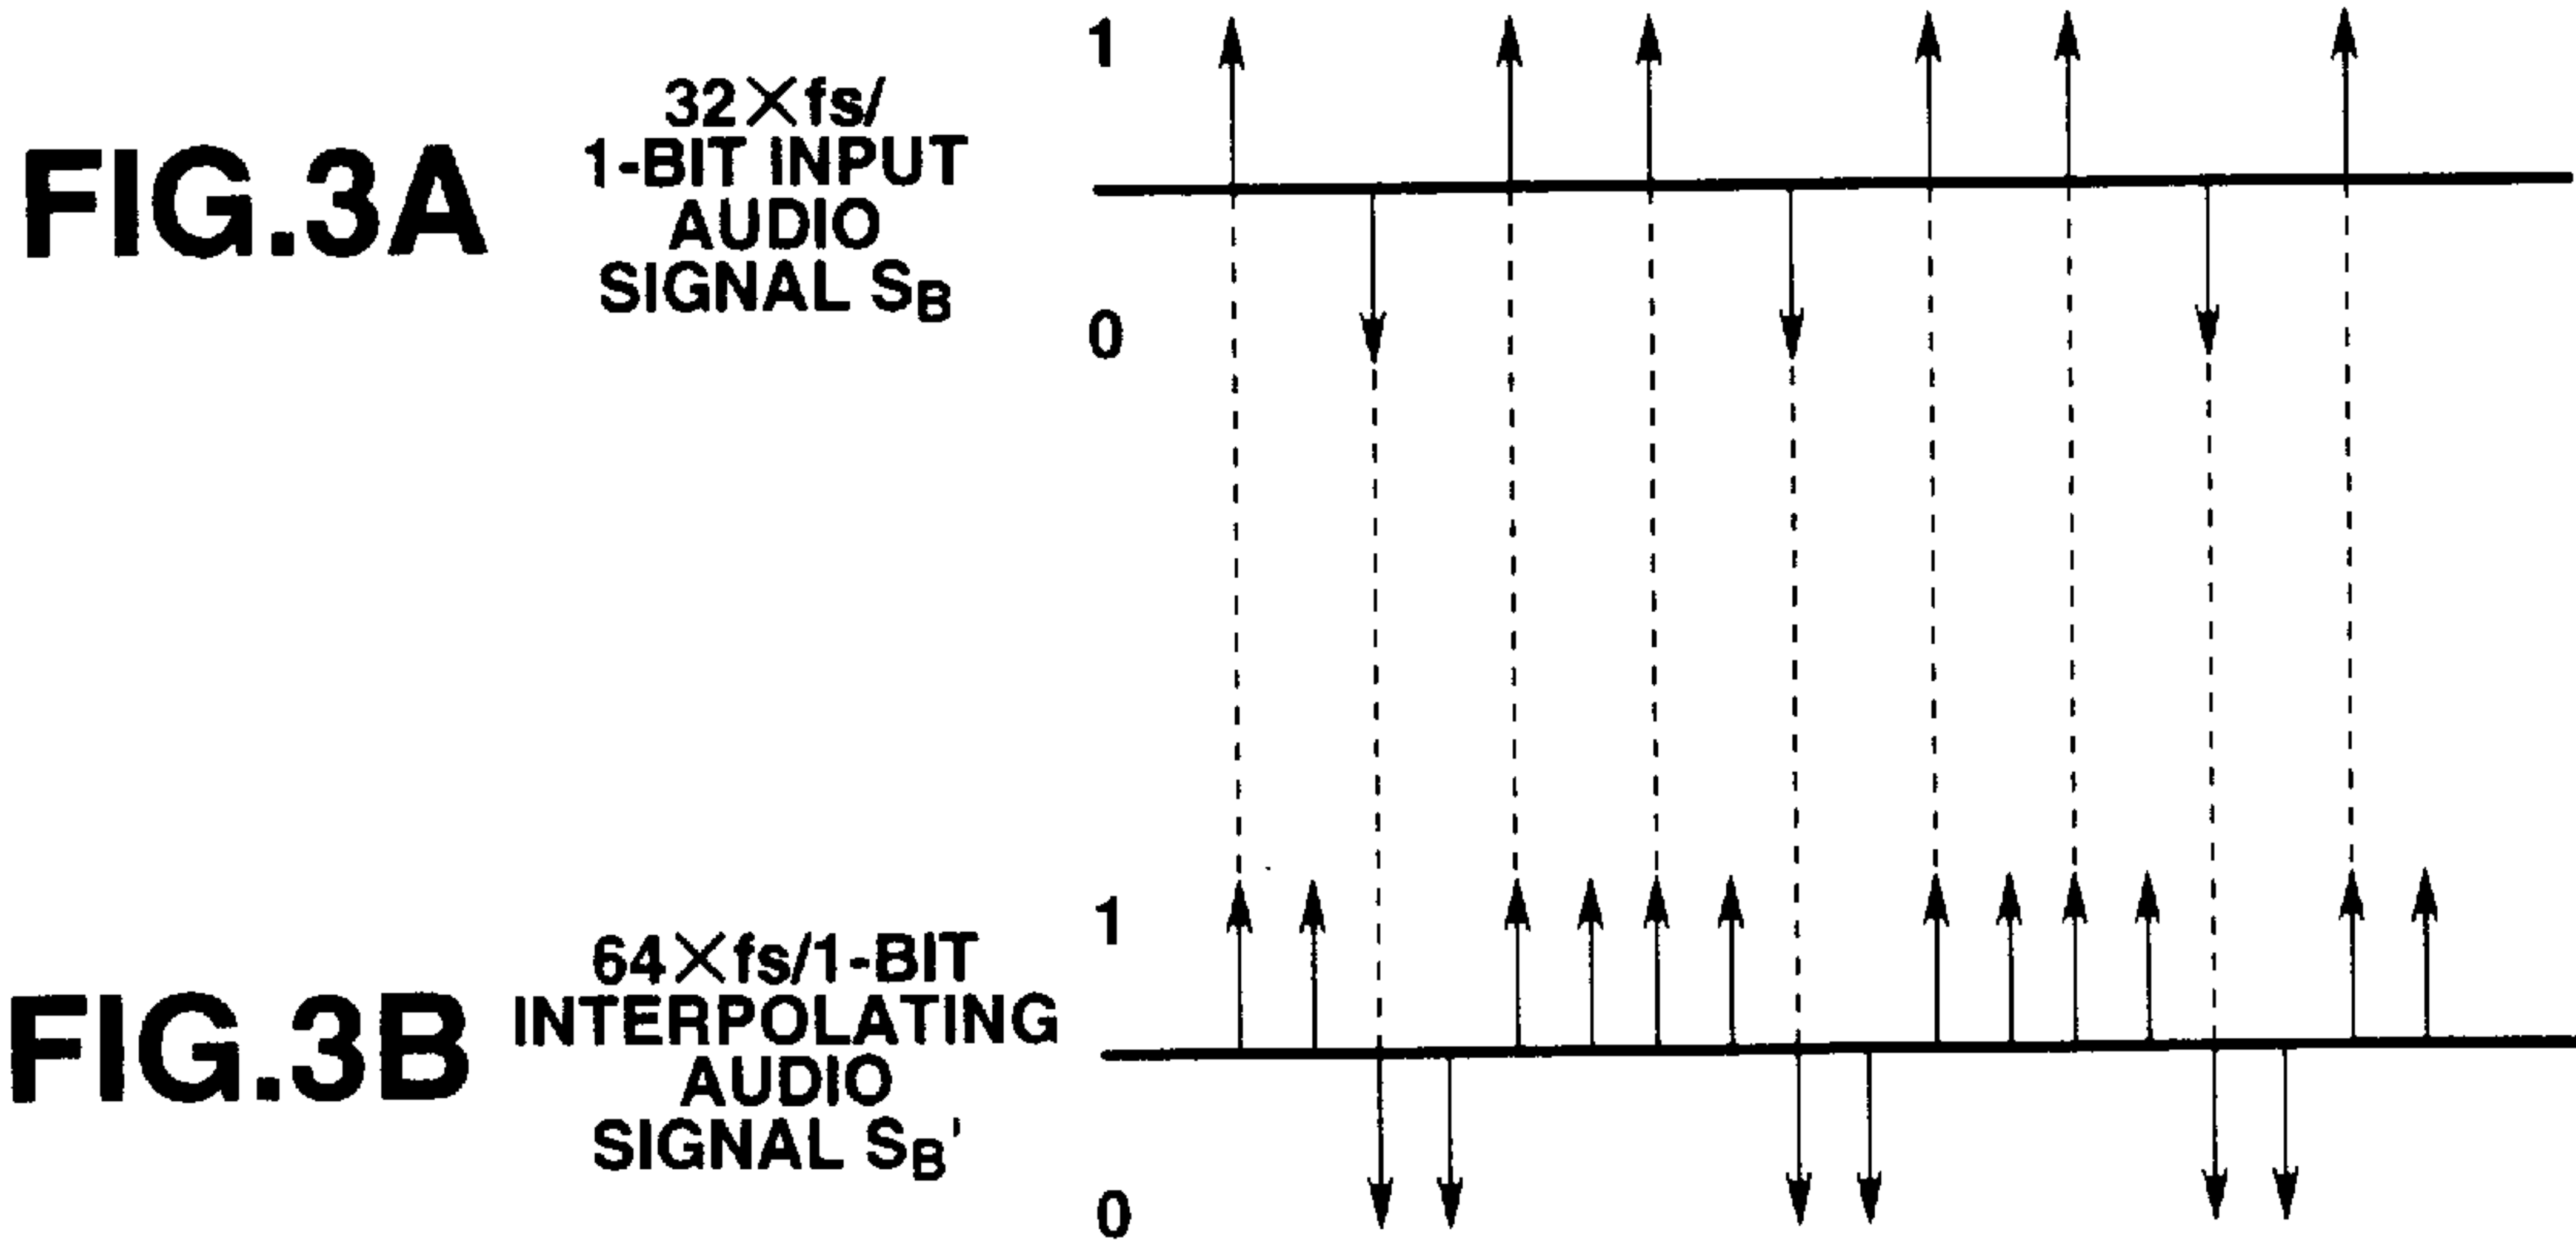 FIG.3A
32×fs/
1-BIT INPUT
AUDIO
SIGNAL SB
1
0
FIG.3B
64×fs/1-BIT
INTERPOLATING
AUDIO
SIGNAL SB'
1
0